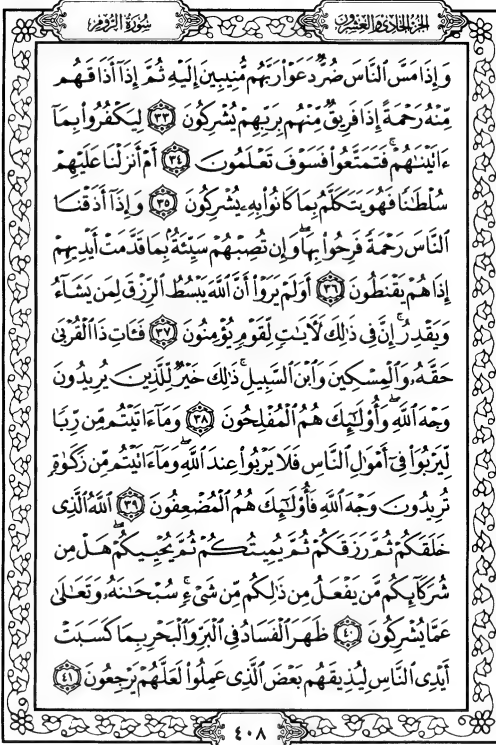 الجزء الحادي والعشرون
سورة الروم
وَإِذَا مَسَّ ٱلنَّاسَ ضُرٌّ دَعَوْا۟ رَبَّهُم مُّنِيبِينَ إِلَيْهِ ثُمَّ إِذَآ أَذَاقَهُم
مِّنْهُ رَحْمَةً إِذَا فَرِيقٌ مِّنْهُم بِرَبِّهِمْ يُشْرِكُونَ ٣٣ لِيَكْفُرُوا۟ بِمَآ
ءَاتَيْنَٰهُمْ ۚ فَتَمَتَّعُوا۟ فَسَوْفَ تَعْلَمُونَ ٣٤ أَمْ أَنزَلْنَا عَلَيْهِمْ
سُلْطَٰنًا فَهُوَ يَتَكَلَّمُ بِمَا كَانُوا۟ بِهِۦ يُشْرِكُونَ ٣٥ وَإِذَآ أَذَقْنَا
ٱلنَّاسَ رَحْمَةً فَرِحُوا۟ بِهَا ۖ وَإِن تُصِبْهُمْ سَيِّئَةٌۢ بِمَا قَدَّمَتْ أَيْدِيهِمْ
إِذَا هُمْ يَقْنَطُونَ ٣٦ أَوَلَمْ يَرَوْا۟ أَنَّ ٱللَّهَ يَبْسُطُ ٱلرِّزْقَ لِمَن يَشَآءُ
وَيَقْدِرُ ۚ إِنَّ فِى ذَٰلِكَ لَءَايَٰتٍ لِّقَوْمٍ يُؤْمِنُونَ ٣٧ فَـَٔاتِ ذَا ٱلْقُرْبَىٰ
حَقَّهُۥ وَٱلْمِسْكِينَ وَٱبْنَ ٱلسَّبِيلِ ۚ ذَٰلِكَ خَيْرٌ لِّلَّذِينَ يُرِيدُونَ
وَجْهَ ٱللَّهِ ۖ وَأُو۟لَٰٓئِكَ هُمُ ٱلْمُفْلِحُونَ ٣٨ وَمَآ ءَاتَيْتُم مِّن رِّبًا
لِّيَرْبُوَا۟ فِىٓ أَمْوَٰلِ ٱلنَّاسِ فَلَا يَرْبُوا۟ عِندَ ٱللَّهِ ۖ وَمَآ ءَاتَيْتُم مِّن زَكَوٰةٍ
تُرِيدُونَ وَجْهَ ٱللَّهِ فَأُو۟لَٰٓئِكَ هُمُ ٱلْمُضْعِفُونَ ٣٩ ٱللَّهُ ٱلَّذِى
خَلَقَكُمْ ثُمَّ رَزَقَكُمْ ثُمَّ يُمِيتُكُمْ ثُمَّ يُحْيِيكُمْ ۖ هَلْ مِن
شُرَكَآئِكُم مَّن يَفْعَلُ مِن ذَٰلِكُم مِّن شَىْءٍ ۚ سُبْحَٰنَهُۥ وَتَعَٰلَىٰ
عَمَّا يُشْرِكُونَ ٤٠ ظَهَرَ ٱلْفَسَادُ فِى ٱلْبَرِّ وَٱلْبَحْرِ بِمَا كَسَبَتْ
أَيْدِى ٱلنَّاسِ لِيُذِيقَهُم بَعْضَ ٱلَّذِى عَمِلُوا۟ لَعَلَّهُمْ يَرْجِعُونَ ٤١
٤٠٨